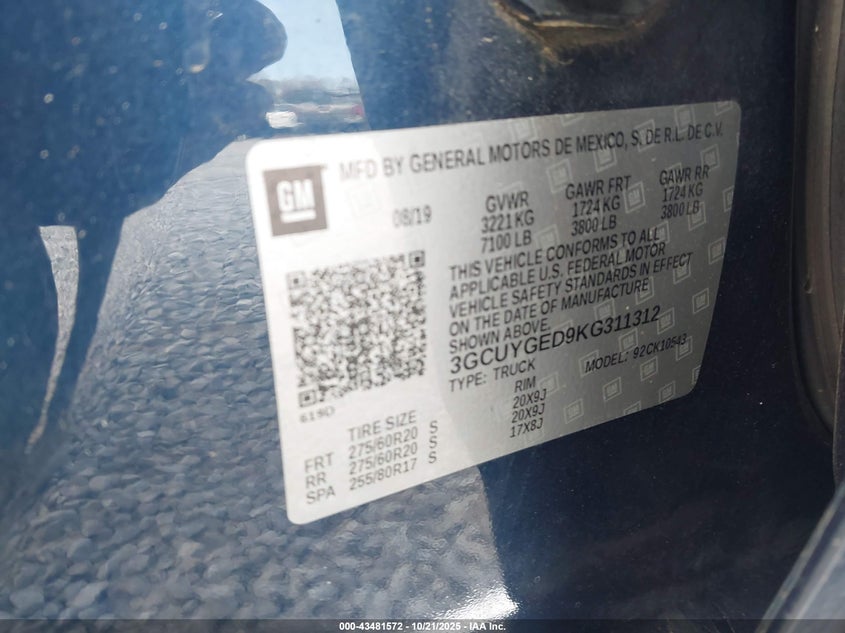 MFD BY GENERAL MOTORS DE MEXICO, S. DE R.L. DE C.V.
GM
08/19
GVWR GAWR FRT GAWR RR
3221 KG 1724 KG 1724 KG
7100 LB 3800 LB 3800 LB
THIS VEHICLE CONFORMS TO ALL
APPLICABLE U.S. FEDERAL MOTOR
VEHICLE SAFETY STANDARDS IN EFFECT
ON THE DATE OF MANUFACTURE
SHOWN ABOVE.
3GCUYGED9KG311312
TYPE: TRUCK MODEL: 92CK10543
619D
TIRE SIZE RIM
FRT 275/60R20 S 20X9J
RR 275/60R20 S 20X9J
SPA 255/80R17 S 17X8J
000-43481572 - 10/21/2025 - IAA Inc.